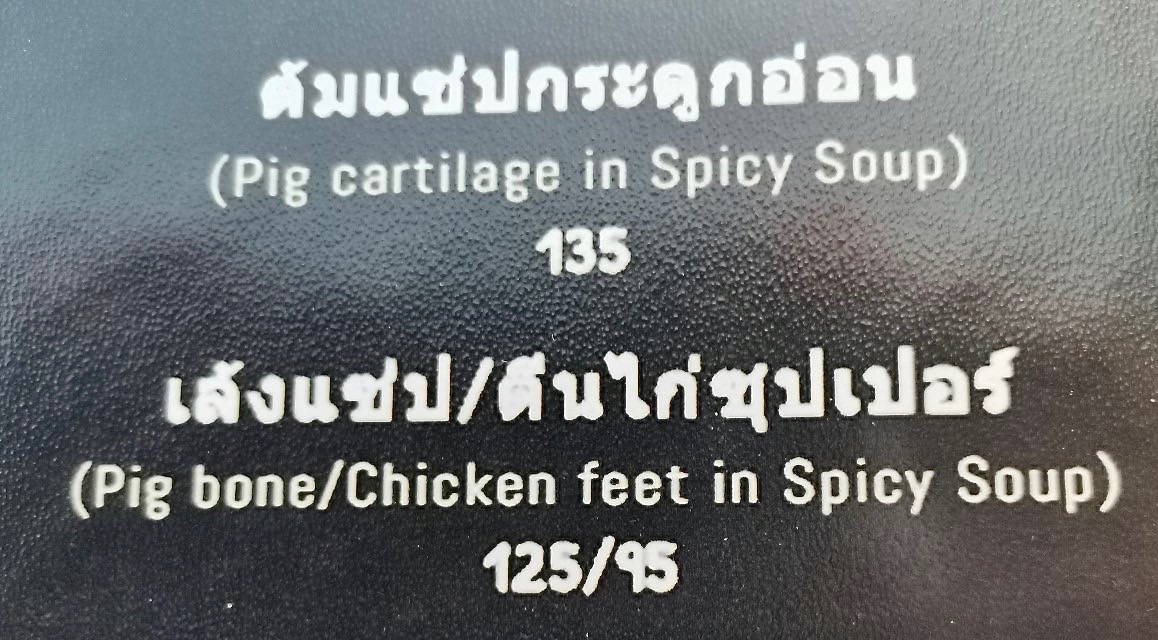 ต้มแซ่ปกระดูกอ่อน
(Pig cartilage in Spicy Soup)
135
เล้งแซ่ป/ตีนไก่ซุปเปอร์
(Pig bone/Chicken feet in Spicy Soup)
125/95